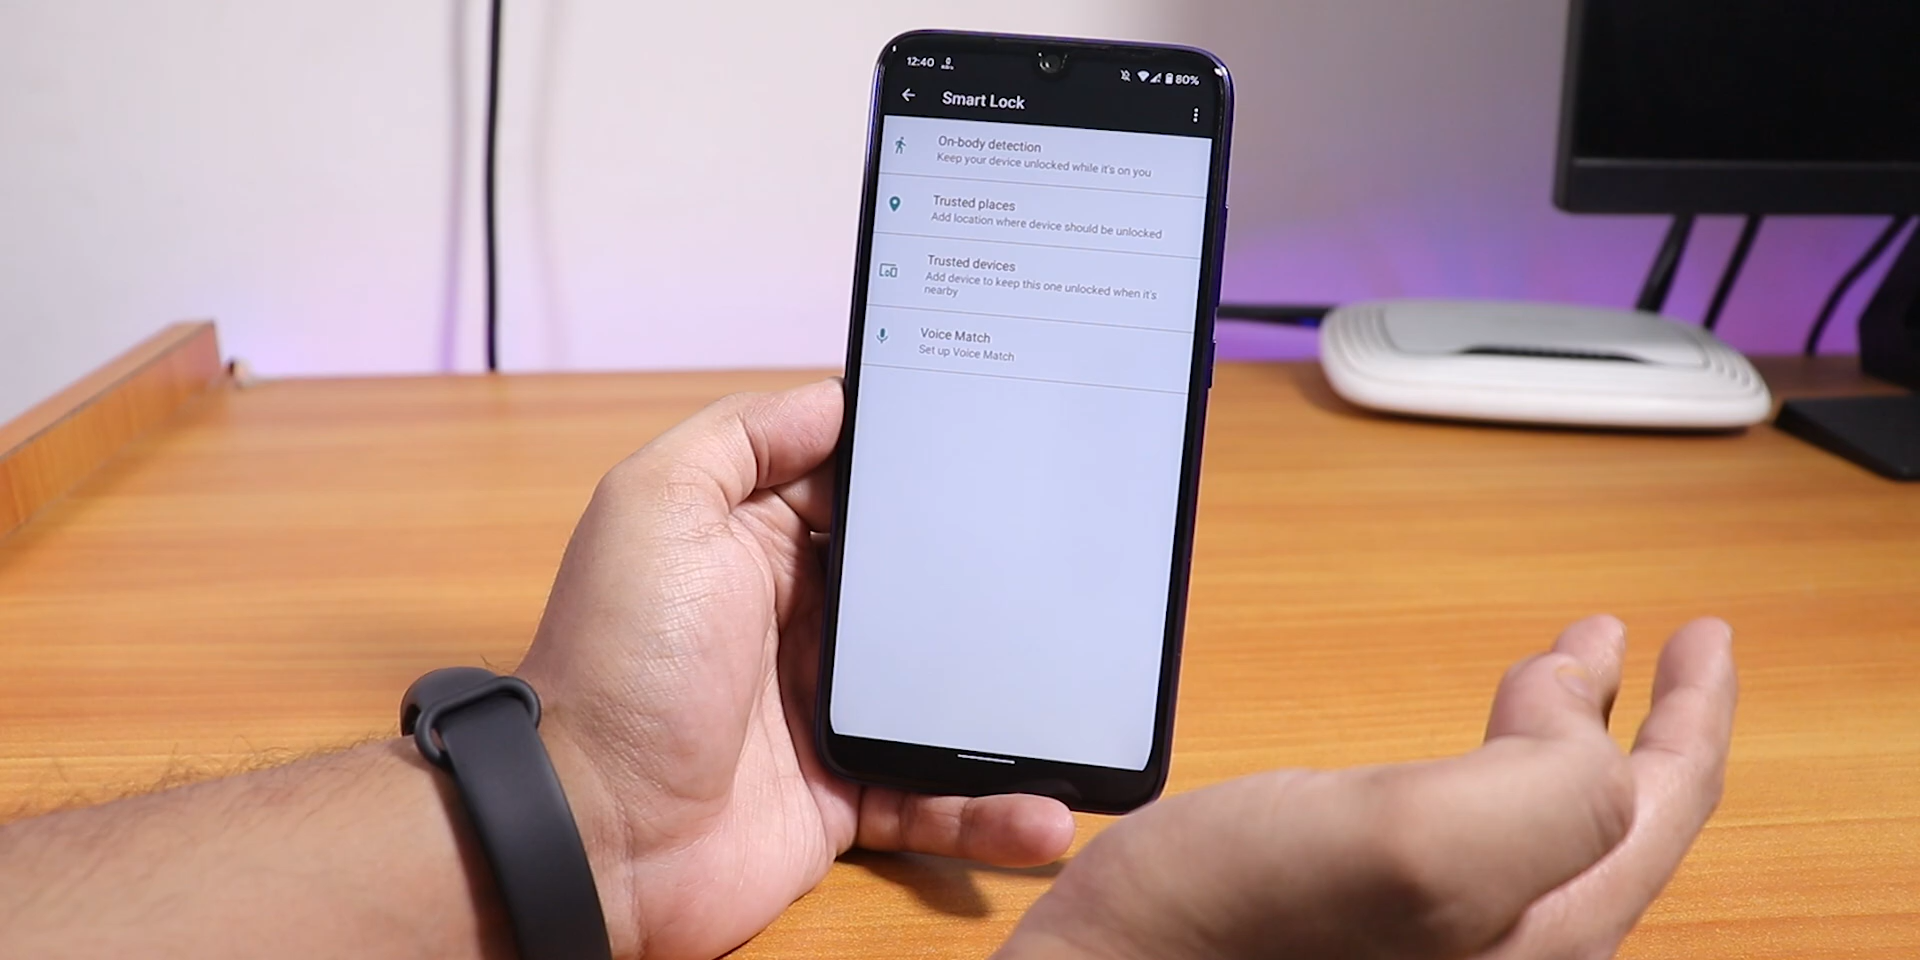 12:40 80%
Smart Lock
On-body detection
Keep your device unlocked while it's on you
Trusted places
Add location where device should be unlocked
Trusted devices
Add device to keep this one unlocked when it's
nearby
Voice Match
Set up Voice Match